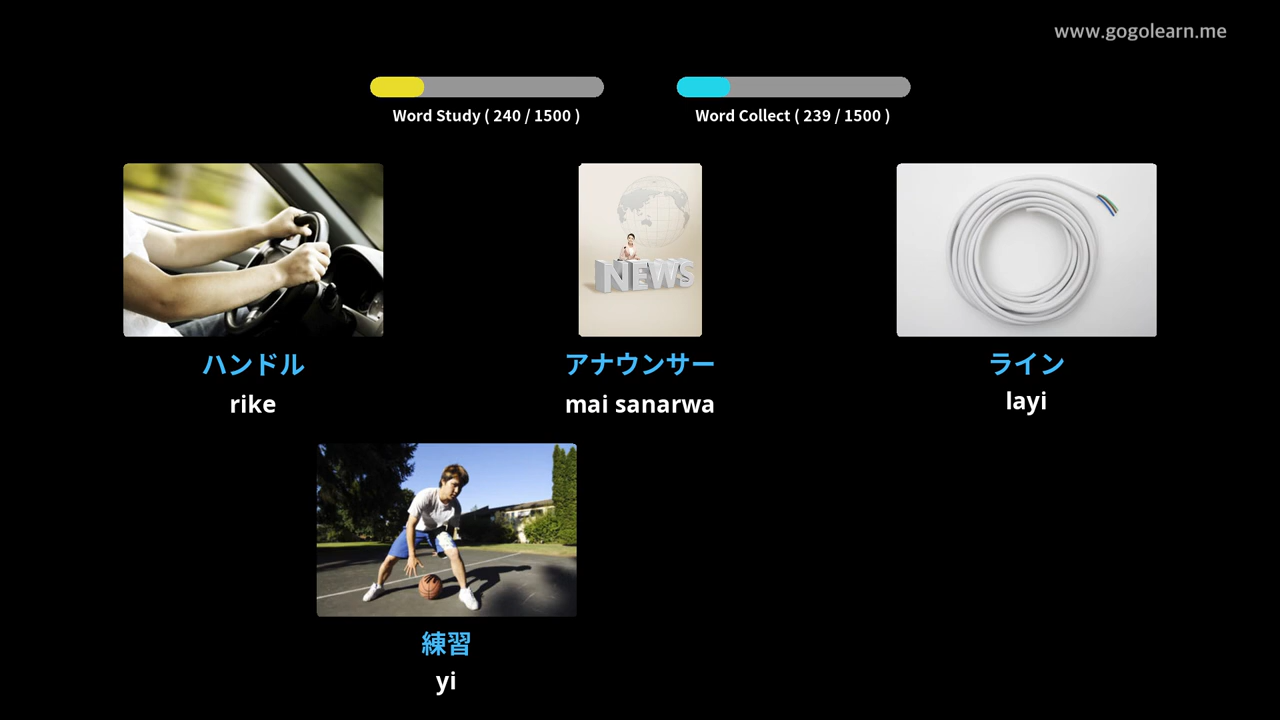 www.gogolearn.me
Word Study ( 240 / 1500 )
Word Collect ( 239 / 1500 )
NEWS
ハンドル
rike
アナウンサー
mai sanarwa
ライン
layi
練習
yi